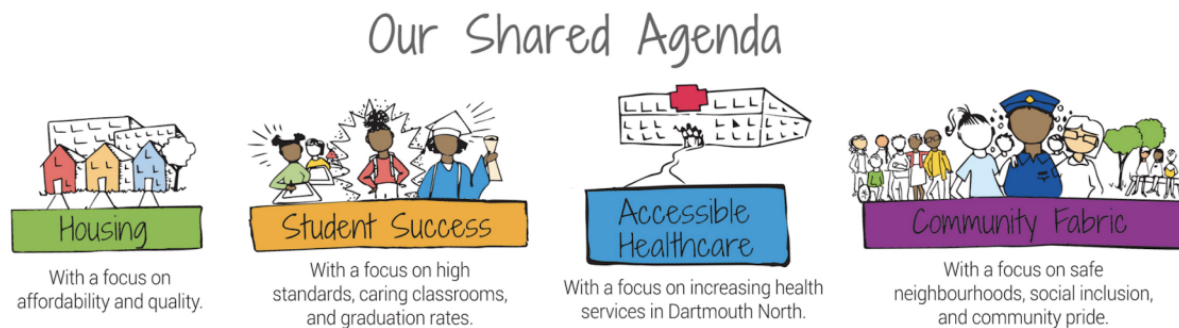 Our Shared Agenda
Housing
With a focus on
affordability and quality.
Student Success
With a focus on high
standards, caring classrooms,
and graduation rates.
Accessible
Healthcare
With a focus on increasing health
services in Dartmouth North.
Community Fabric
With a focus on safe
neighbourhoods, social inclusion,
and community pride.